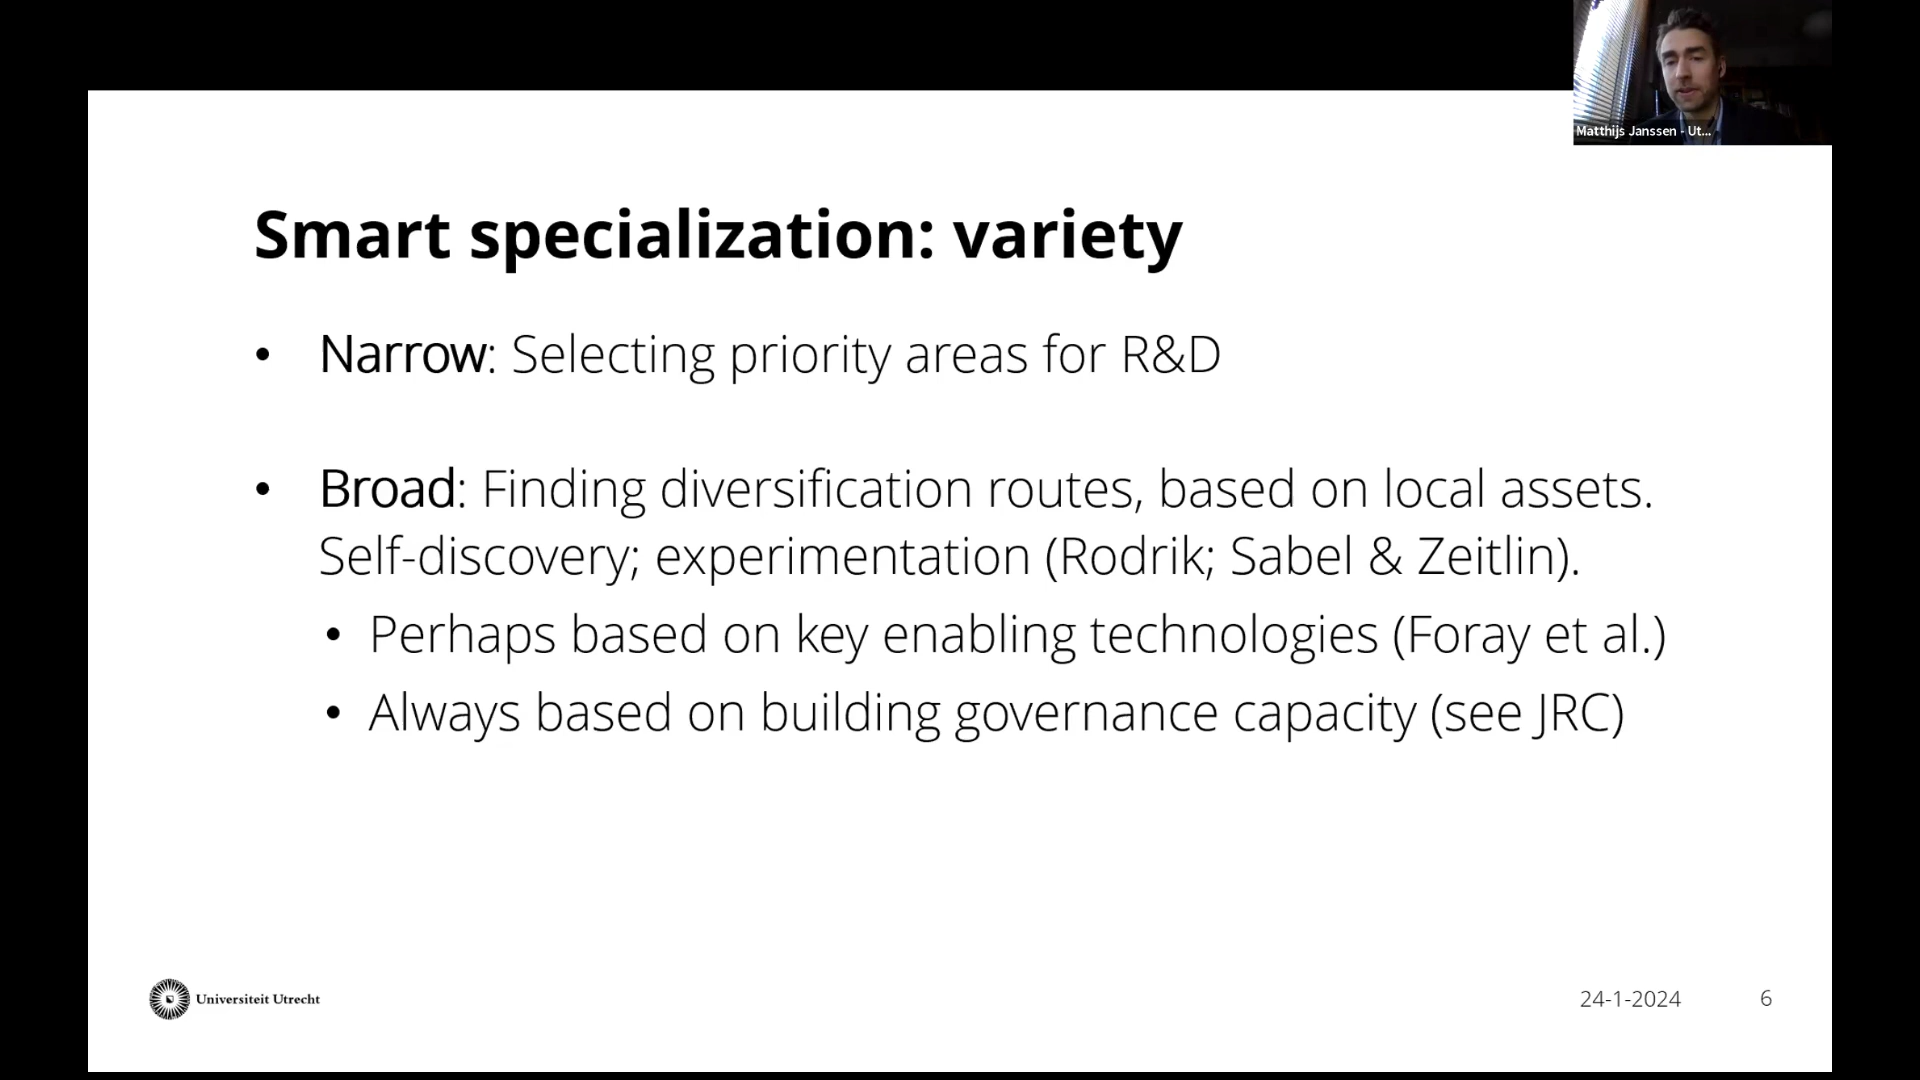 Matthijs Janssen - Ut...
Smart specialization: variety
• Narrow: Selecting priority areas for R&D
• Broad: Finding diversification routes, based on local assets.
Self-discovery; experimentation (Rodrik; Sabel & Zeitlin).
• Perhaps based on key enabling technologies (Foray et al.)
• Always based on building governance capacity (see JRC)
Universiteit Utrecht
24-1-2024 6